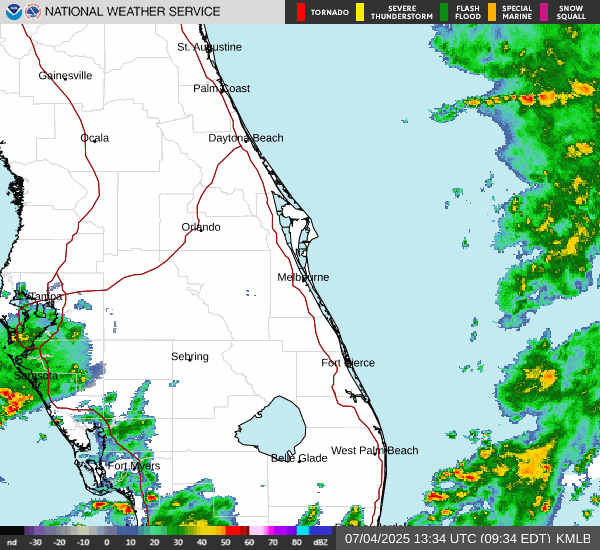 NATIONAL WEATHER SERVICE
TORNADO
SEVERE THUNDERSTORM
FLASH FLOOD
SPECIAL MARINE
SNOW SQUALL
St. Augustine
Gainesville
Palm Coast
Ocala
Daytona Beach
Orlando
Melbourne
Tampa
Sebring
Fort Pierce
Sarasota
West Palm Beach
Belle Glade
Fort Myers
nd -30 -20 -10 0 10 20 30 40 50 60 70 80 dBZ
07/04/2025 13:34 UTC (09:34 EDT) KMLB